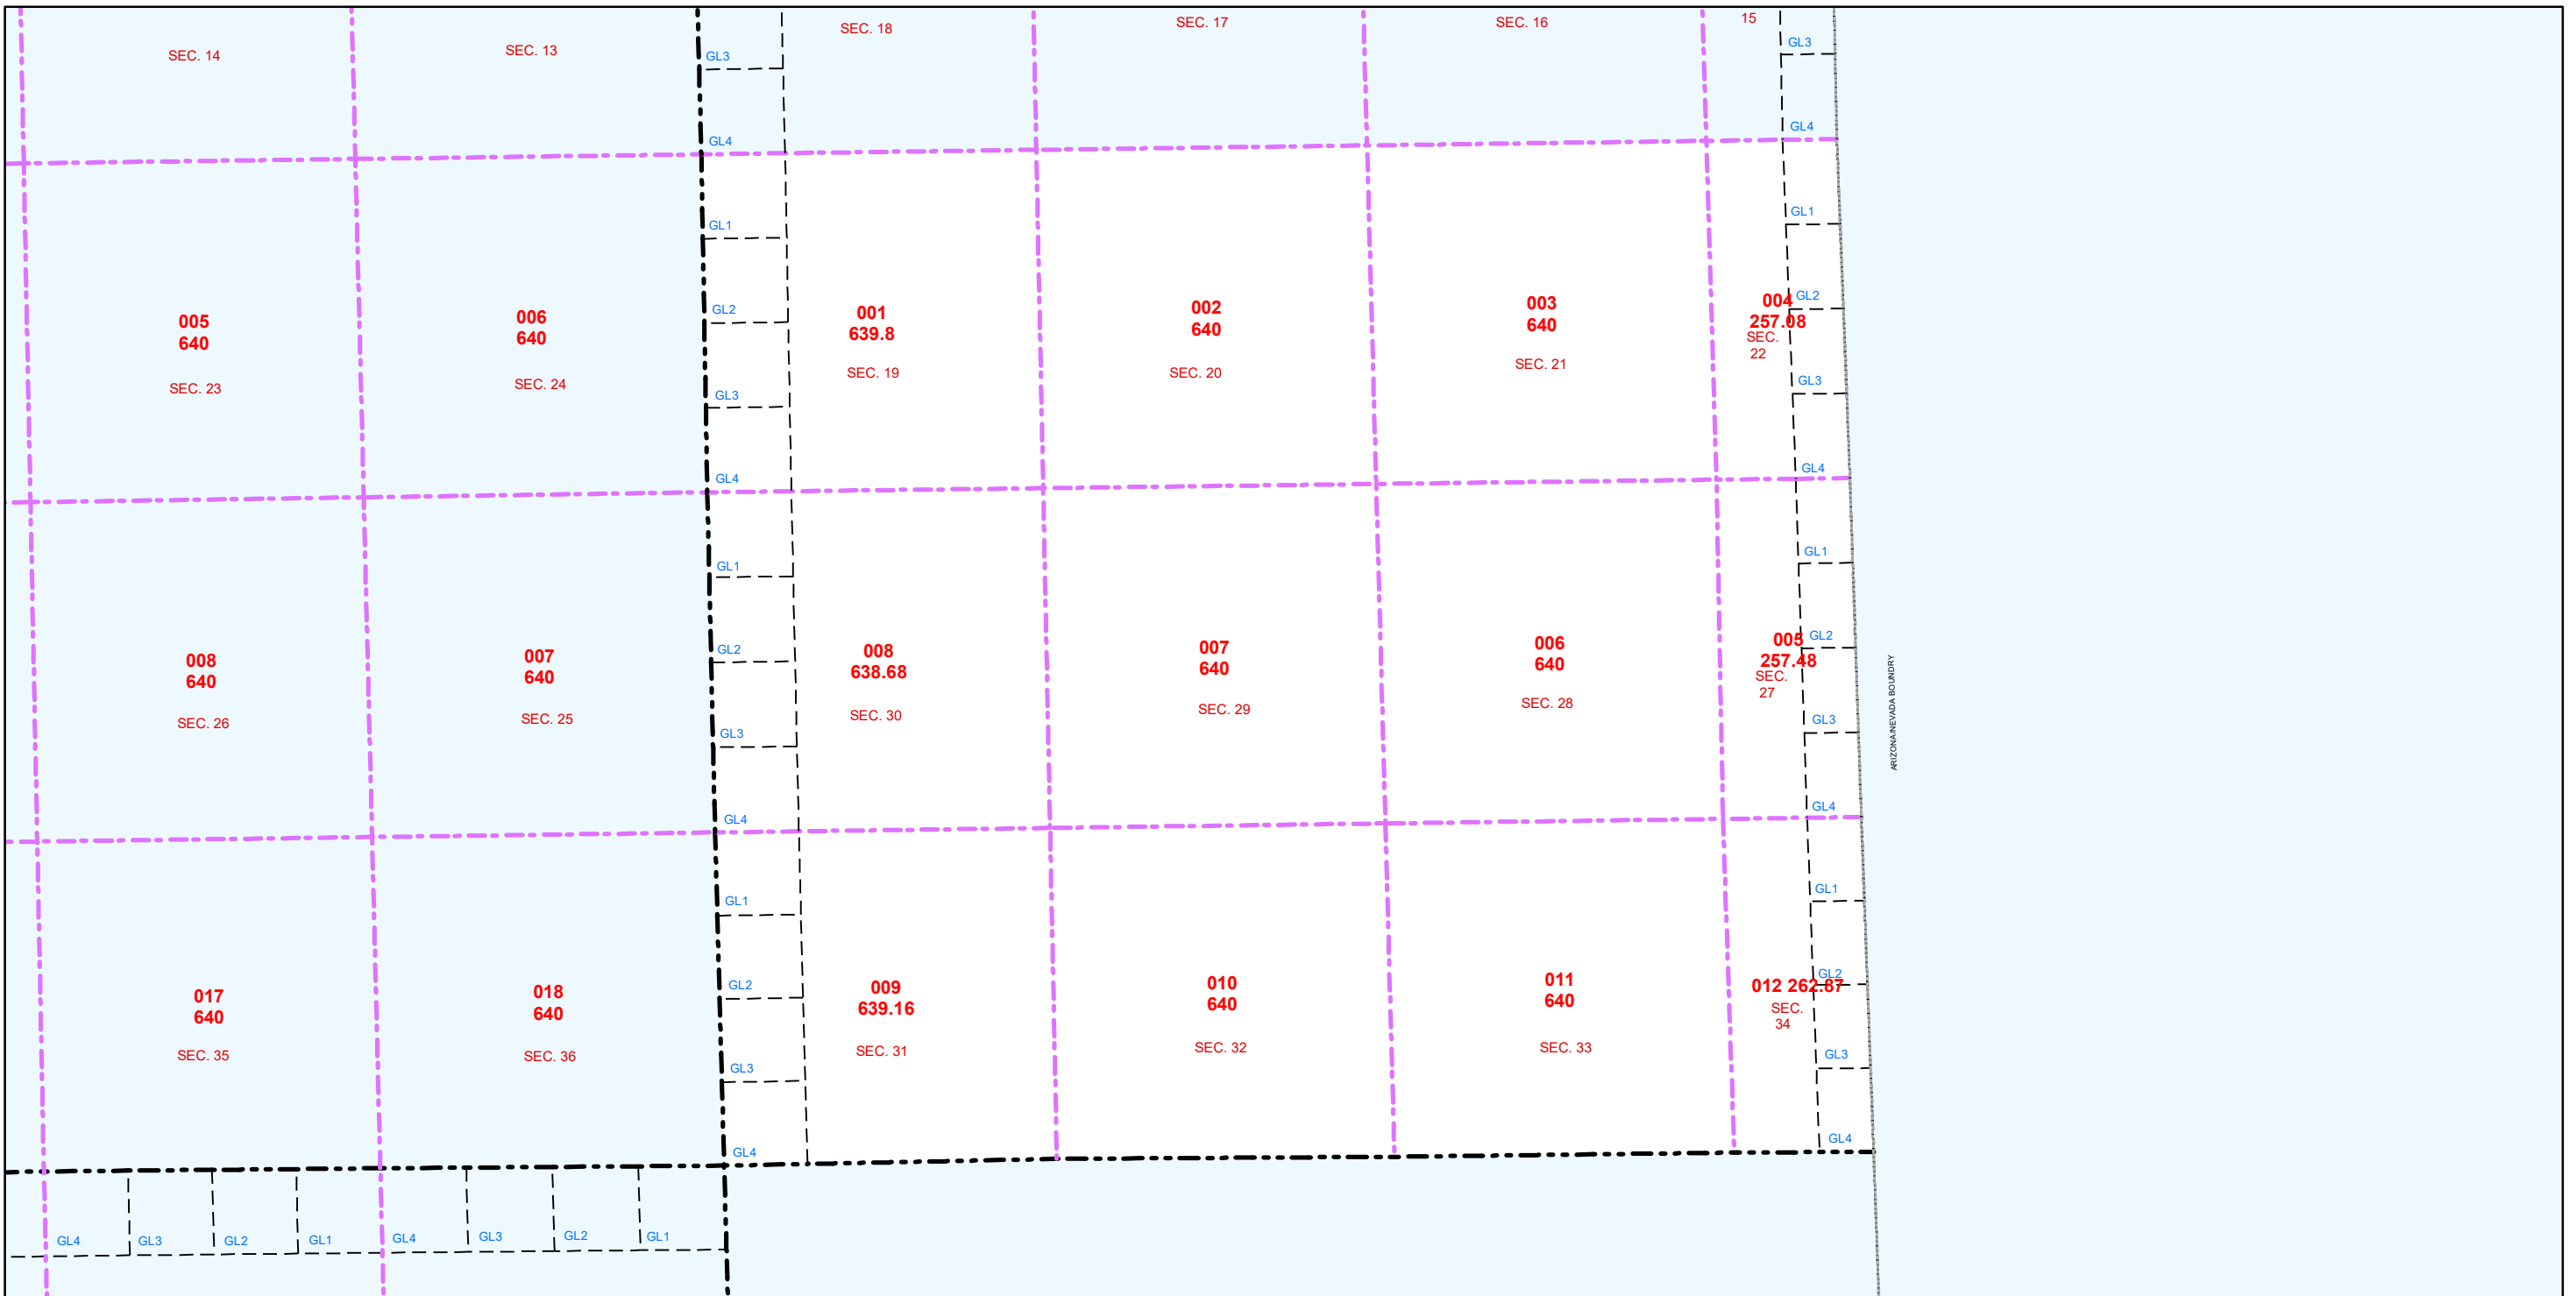 SEC. 14
SEC. 13
GL3
SEC. 18
SEC. 17
SEC. 16
15
GL3
GL4
GL4
GL1
GL1
005
640
SEC. 23
006
640
SEC. 24
GL2
001
639.8
SEC. 19
002
640
SEC. 20
003
640
SEC. 21
004
257.08
SEC.
22
GL2
GL3
GL3
GL4
GL4
GL1
GL1
008
640
SEC. 26
007
640
SEC. 25
GL2
008
638.68
SEC. 30
007
640
SEC. 29
006
640
SEC. 28
005
257.48
SEC.
27
GL2
ARIZONA/NEVADA BOUNDRY
GL3
GL3
GL4
GL4
GL1
GL1
017
640
SEC. 35
018
640
SEC. 36
GL2
009
639.16
SEC. 31
010
640
SEC. 32
011
640
SEC. 33
GL2
012 262.87
SEC.
34
GL3
GL3
GL4
GL4
GL4
GL3
GL2
GL1
GL4
GL3
GL2
GL1